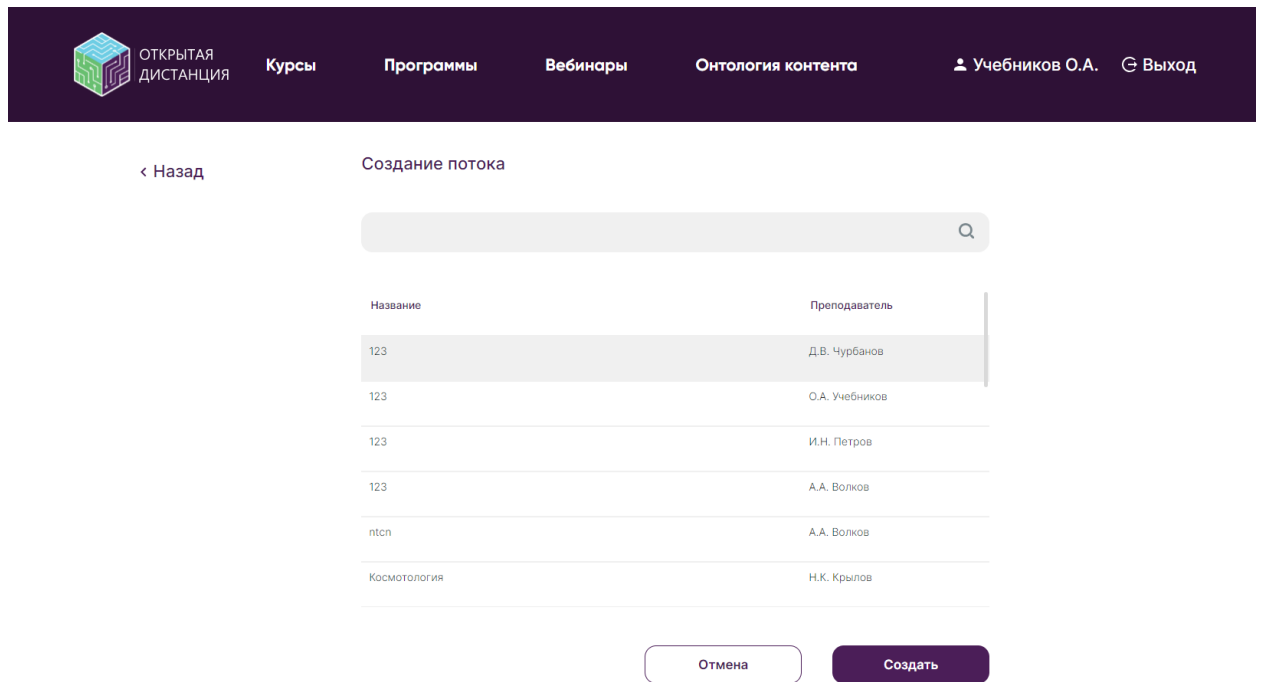 ОТКРЫТАЯ
ДИСТАНЦИЯ
Курсы Программы Вебинары Онтология контента Учебников О.А. Выход
< Назад
Создание потока
Название Преподаватель
123 Д.В. Чурбанов
123 О.А. Учебников
123 И.Н. Петров
123 А.А. Волков
ntcn А.А. Волков
Космотология Н.К. Крылов
Отмена Создать